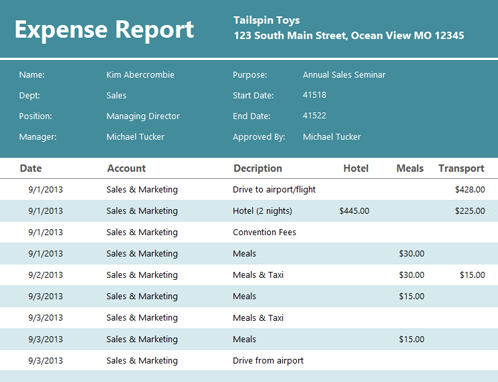 Expense Report
Tailspin Toys
123 South Main Street, Ocean View MO 12345
Name: Kim Abercrombie Purpose: Annual Sales Seminar
Dept: Sales Start Date: 41518
Position: Managing Director End Date: 41522
Manager: Michael Tucker Approved By: Michael Tucker
Date Account Decription Hotel Meals Transport
9/1/2013 Sales & Marketing Drive to airport/flight $428.00
9/1/2013 Sales & Marketing Hotel (2 nights) $445.00 $225.00
9/1/2013 Sales & Marketing Convention Fees
9/1/2013 Sales & Marketing Meals $30.00
9/2/2013 Sales & Marketing Meals & Taxi $30.00 $15.00
9/3/2013 Sales & Marketing Meals $15.00
9/3/2013 Sales & Marketing Meals & Taxi
9/3/2013 Sales & Marketing Meals $15.00
9/3/2013 Sales & Marketing Drive from airport